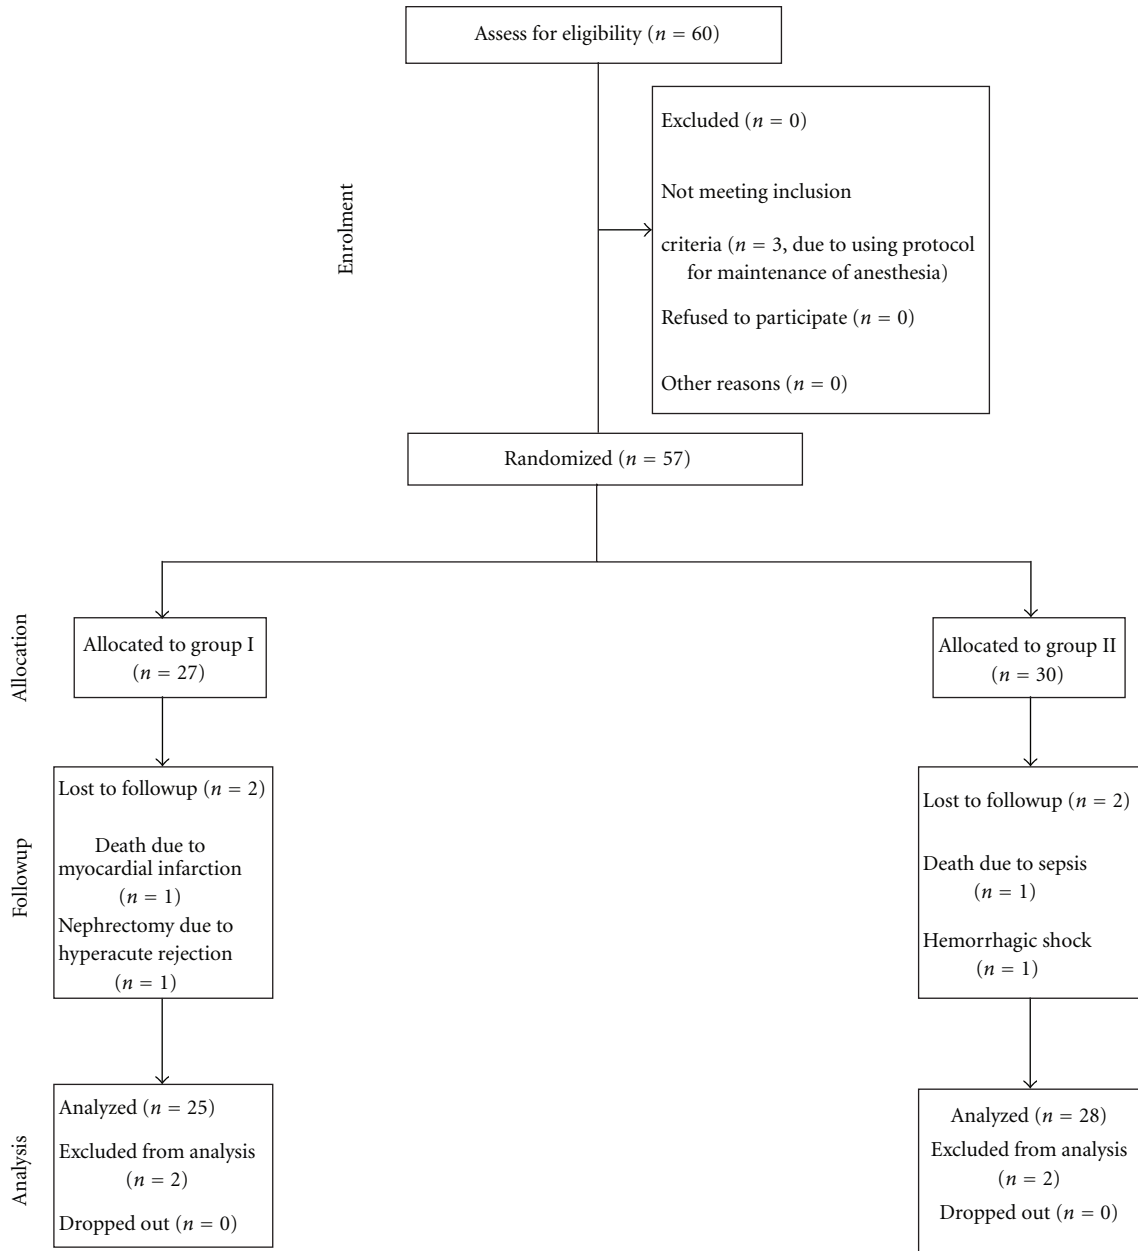 Assess for eligibility (n = 60)
Enrolment
Excluded (n = 0)
Not meeting inclusion
criteria (n = 3, due to using protocol
for maintenance of anesthesia)
Refused to participate (n = 0)
Other reasons (n = 0)
Randomized (n = 57)
Allocation
Allocated to group I
(n = 27)
Allocated to group II
(n = 30)
Followup
Lost to followup (n = 2)
Death due to
myocardial infarction
(n = 1)
Nephrectomy due to
hyperacute rejection
(n = 1)
Lost to followup (n = 2)
Death due to sepsis
(n = 1)
Hemorrhagic shock
(n = 1)
Analysis
Analyzed (n = 25)
Excluded from analysis
(n = 2)
Dropped out (n = 0)
Analyzed (n = 28)
Excluded from analysis
(n = 2)
Dropped out (n = 0)